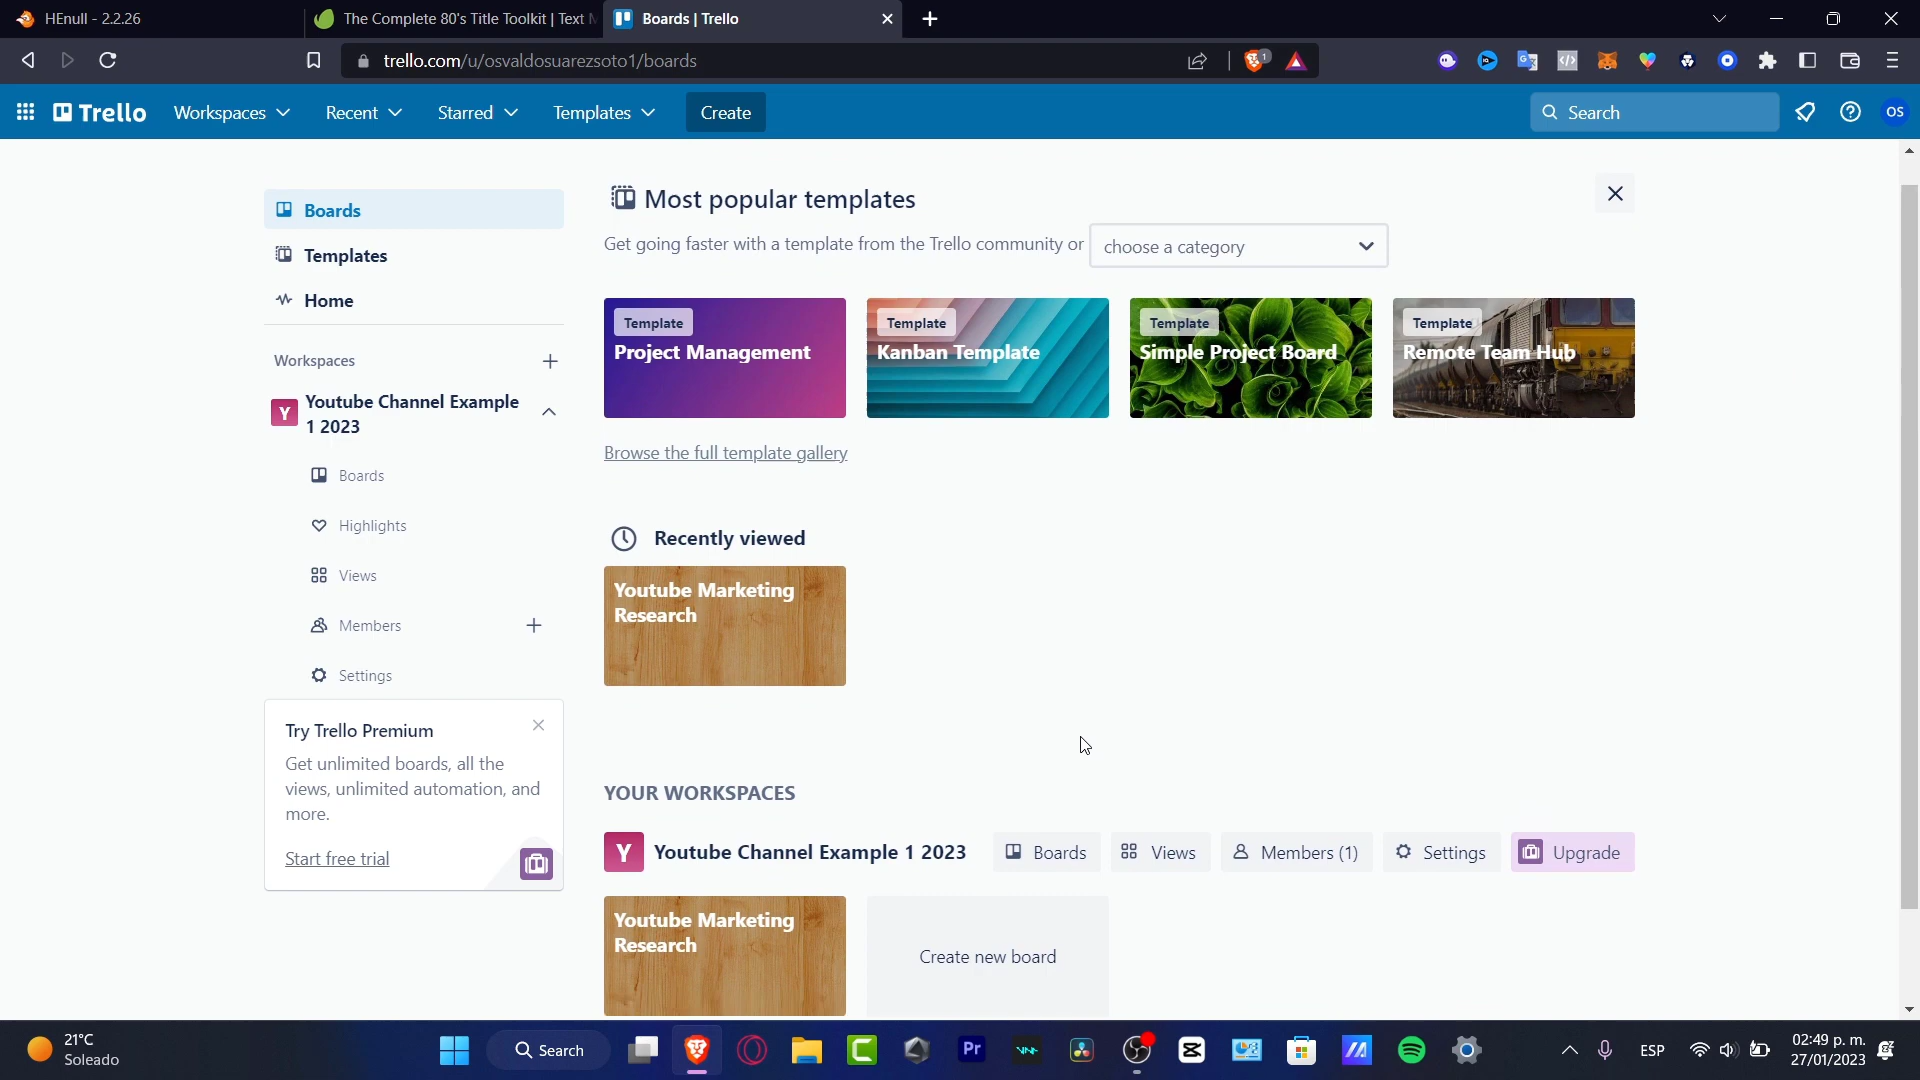 HEnull - 2.2.26
The Complete 80's Title Toolkit | Text M
Boards | Trello
trello.com/u/osvaldosuarezsoto1/boards
Trello
Workspaces
Recent
Starred
Templates
Create
Search
OS
Boards
Templates
Home
Workspaces
Y
Youtube Channel Example
1 2023
Boards
Highlights
Views
Members
Settings
Try Trello Premium
Get unlimited boards, all the
views, unlimited automation, and
more.
Start free trial
Most popular templates
Get going faster with a template from the Trello community or
choose a category
Template
Project Management
Template
Kanban Template
Template
Simple Project Board
Template
Remote Team Hub
Browse the full template gallery
Recently viewed
Youtube Marketing
Research
YOUR WORKSPACES
Y
Youtube Channel Example 1 2023
Boards
Views
Members (1)
Settings
Upgrade
Youtube Marketing
Research
Create new board
21°C
Soleado
Search
Pr
ESP
02:49 p. m.
27/01/2023